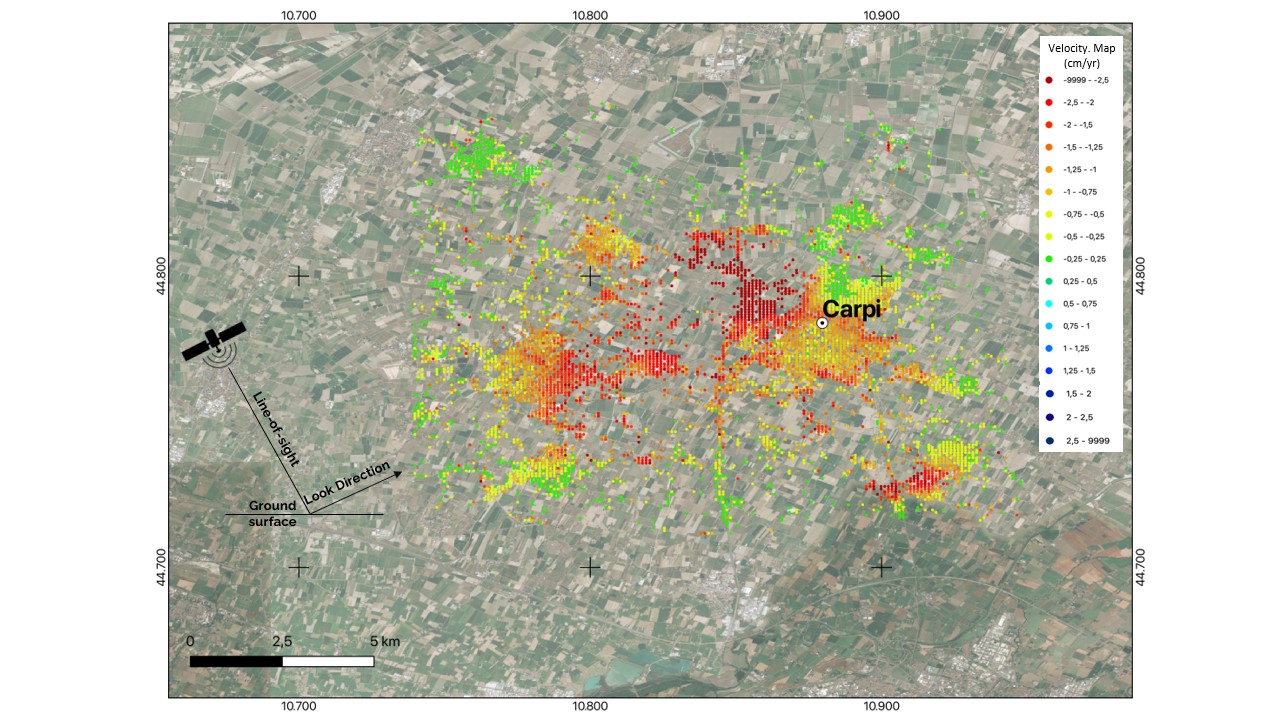 10.700 10.800 10.900
Velocity. Map
(cm/yr)
-9999 - -2,5
-2,5 - -2
-2 - -1,5
-1,5 - -1,25
-1,25 - -1
-1 - -0,75
-0,75 - -0,5
-0,5 - -0,25
-0,25 - 0,25
0,25 - 0,5
0,5 - 0,75
0,75 - 1
1 - 1,25
1,25 - 1,5
1,5 - 2
2 - 2,5
2,5 - 9999
44.800
44.800
Carpi
Line-of-sight
Look Direction
Ground
surface
44.700
44.700
0 2,5 5 km
10.700 10.800 10.900